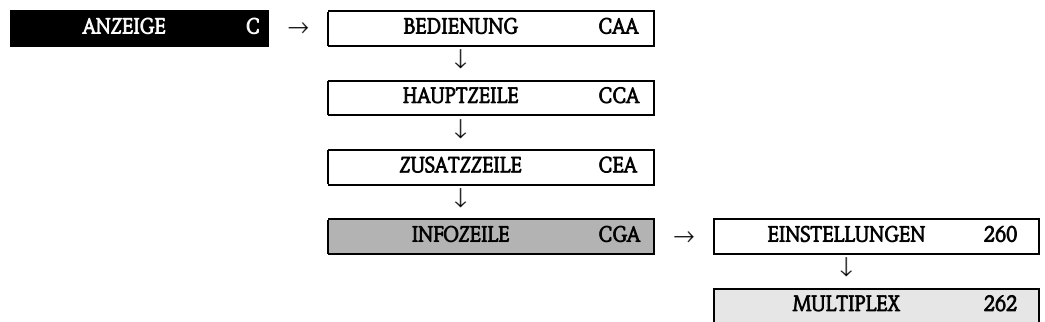 ANZEIGE C → BEDIENUNG CAA
↓
HAUPTZEILE CCA
↓
ZUSATZZEILE CEA
↓
INFOZEILE CGA → EINSTELLUNGEN 260
↓
MULTIPLEX 262